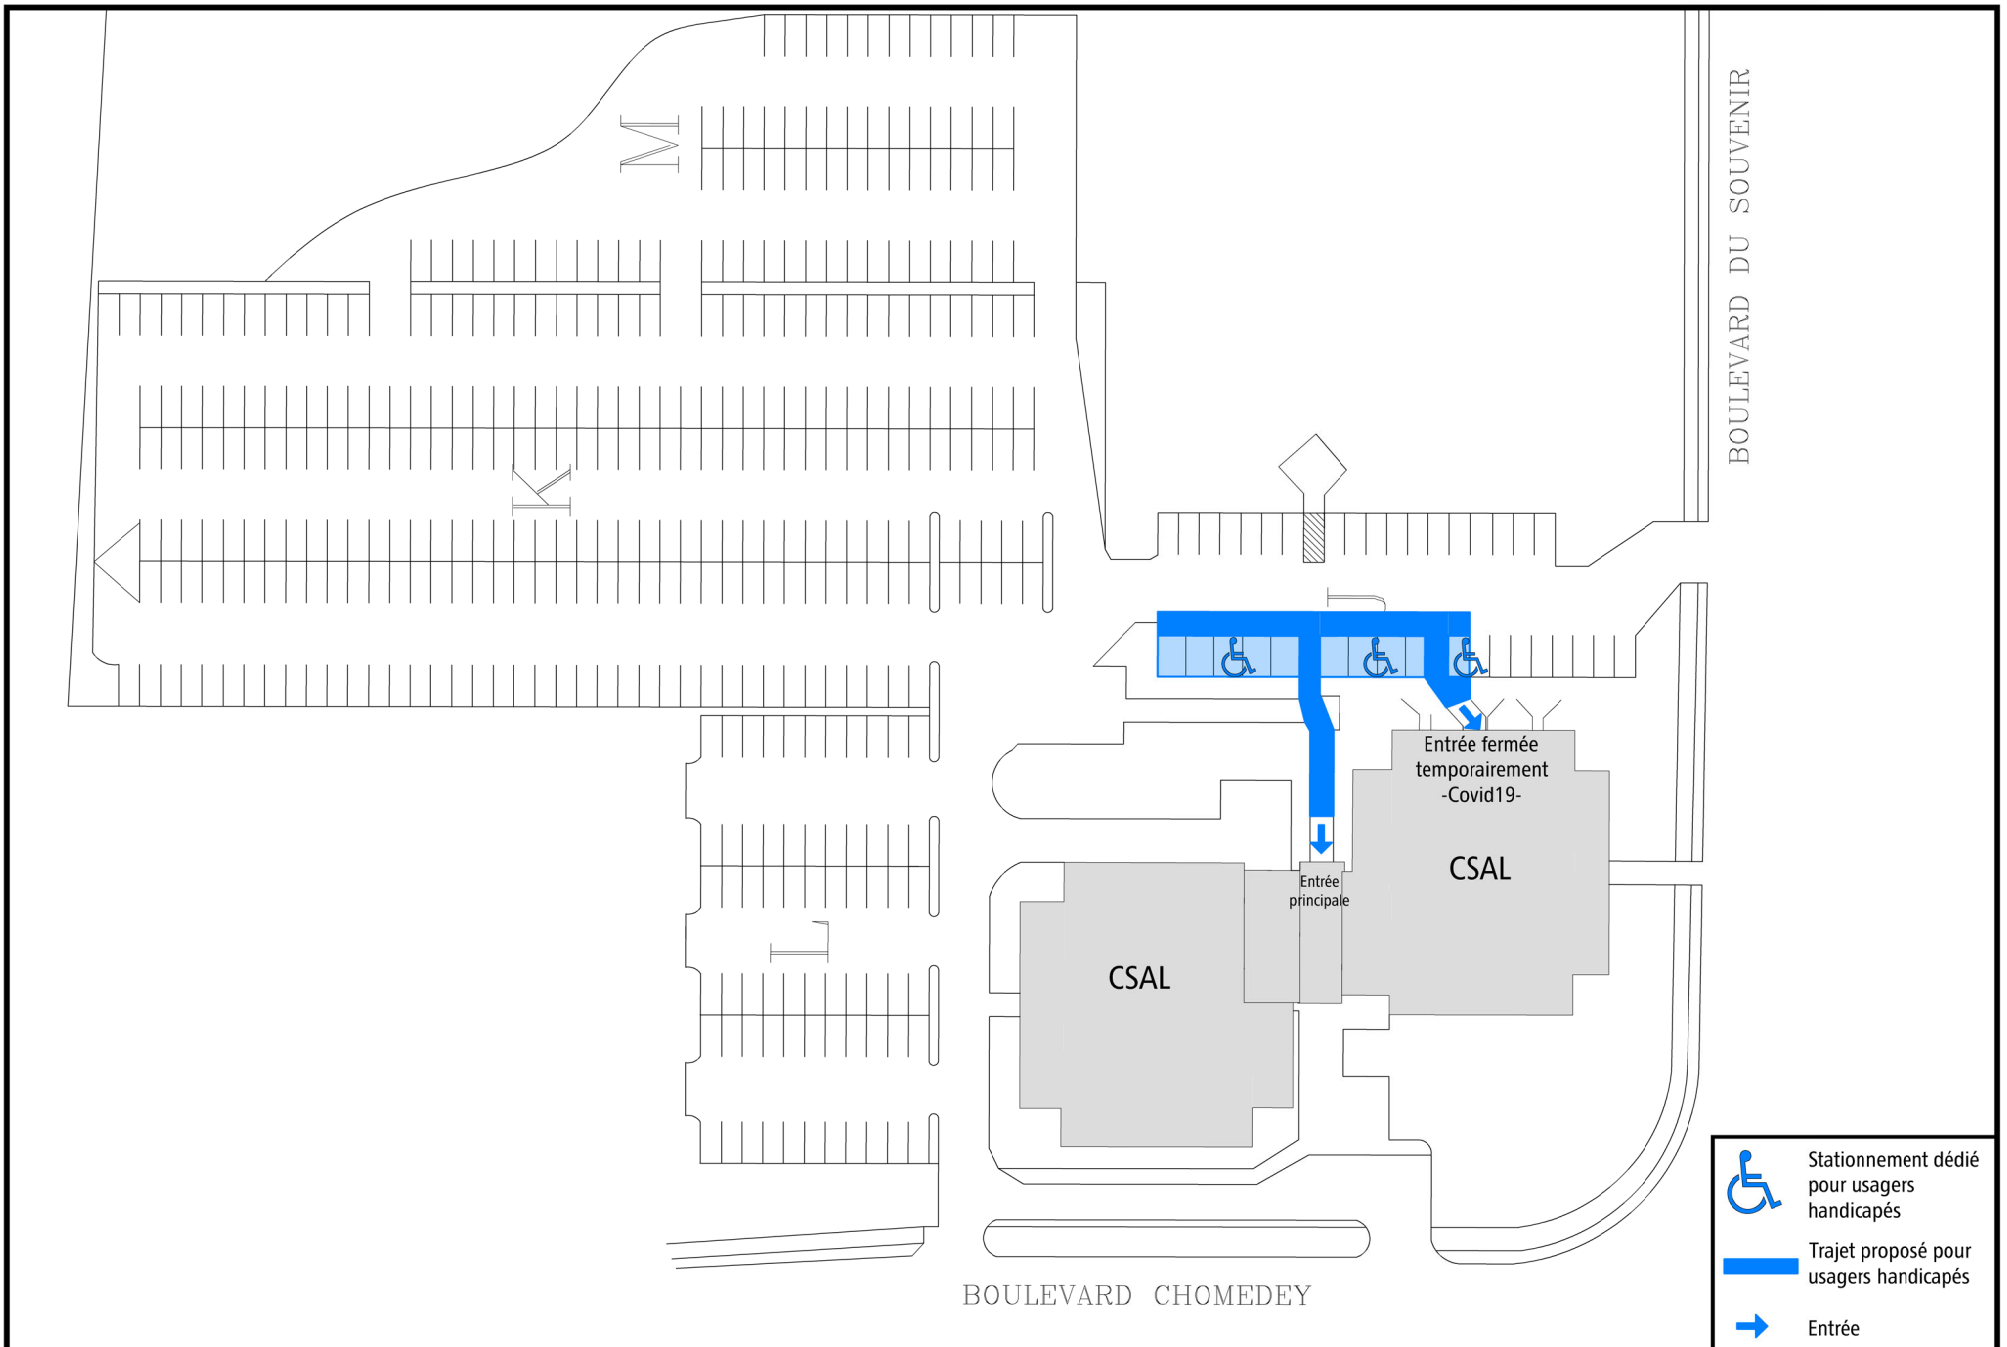 M
BOULEVARD DU SOUVENIR
K
J
Entrée fermée
temporairement
-Covid19-
CSAL
Entrée
principale
L
CSAL
Stationnement dédié
pour usagers
handicapés
Trajet proposé pour
usagers handicapés
Entrée
BOULEVARD CHOMEDEY